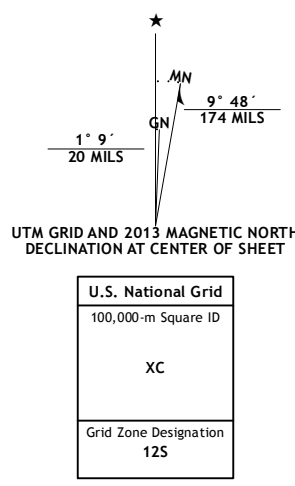 ★
MN
GN
9° 48´
174 MILS
1° 9´
20 MILS
UTM GRID AND 2013 MAGNETIC NORTH
DECLINATION AT CENTER OF SHEET
U.S. National Grid
100,000-m Square ID
XC
Grid Zone Designation
12S